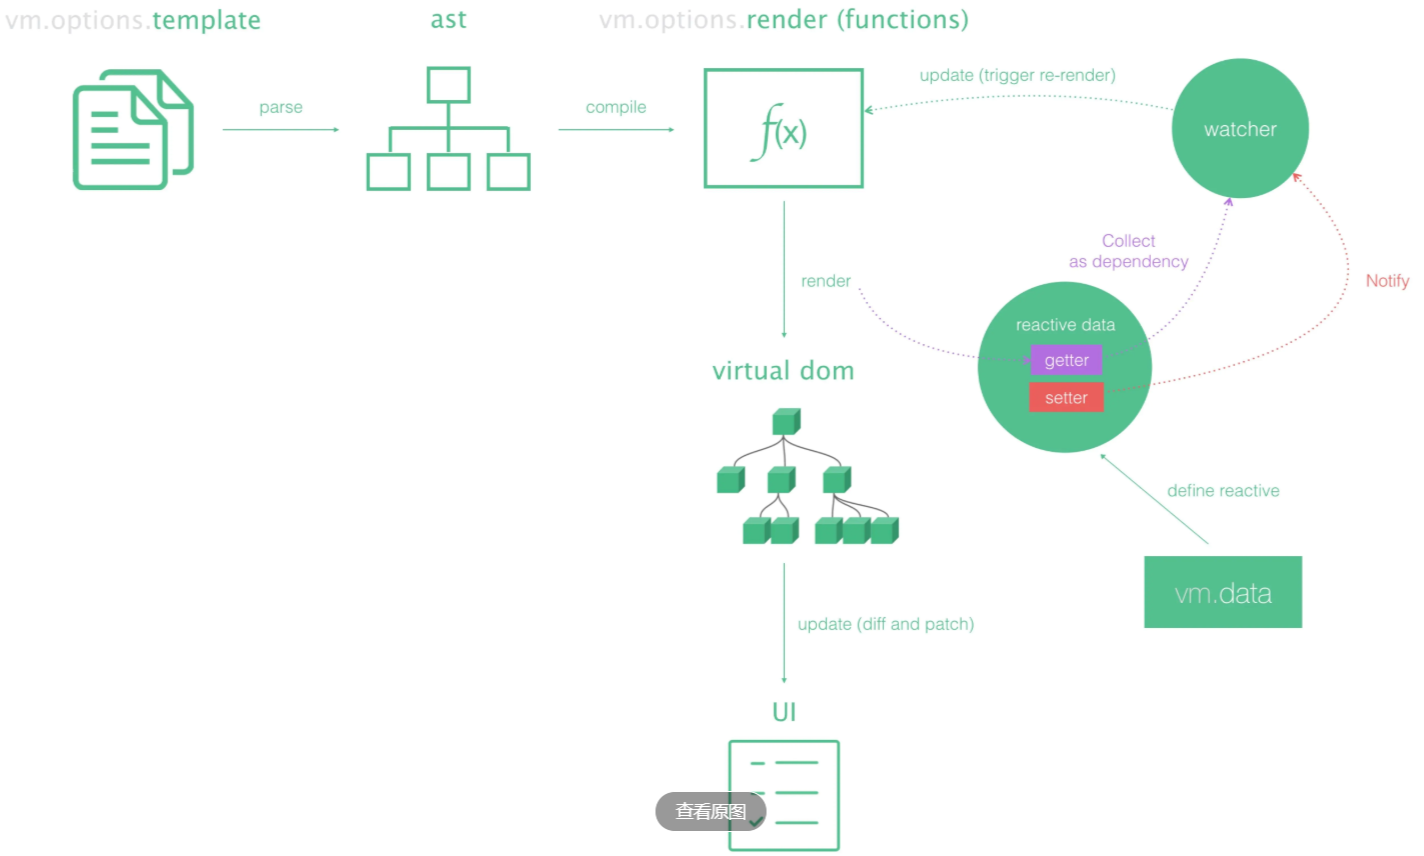 vm.options.template
ast
vm.options.render (functions)
parse
compile
f(x)
update (trigger re-render)
watcher
Collect
as dependency
render
Notify
reactive data
getter
setter
virtual dom
define reactive
vm.data
update (diff and patch)
UI
查看原图